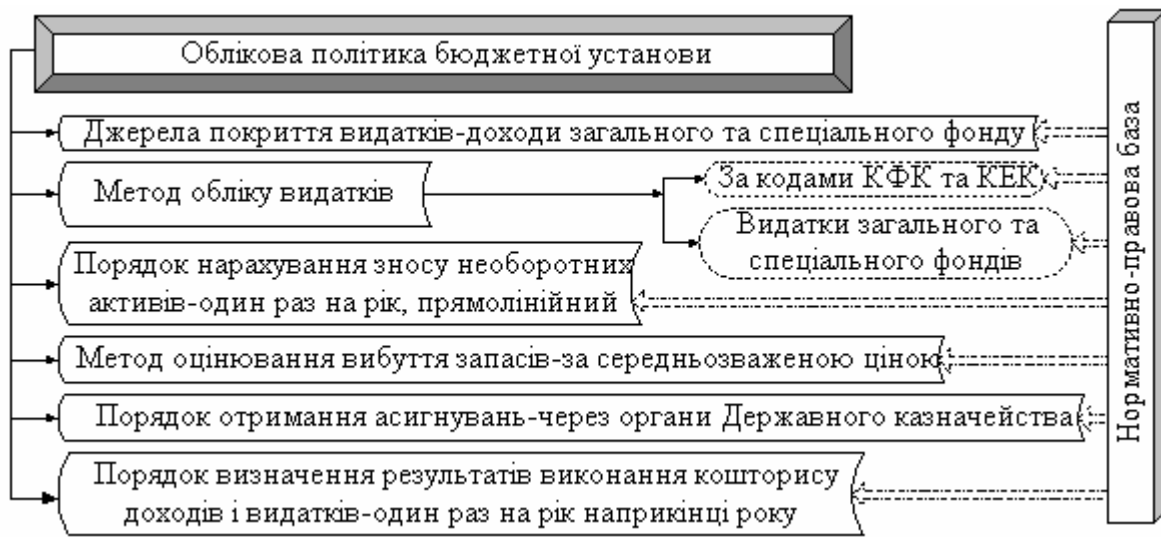 Облікова політика бюджетної установи
Джерела покриття видатків-доходи загального та спеціального фонду
Метод обліку видатків
За кодами КФК та КЕК
Видатки загального та
спеціального фондів
Порядок нарахування зносу необоротних
активів-один раз на рік, прямолінійний
Метод оцінювання вибуття запасів-за середньозваженою ціною
Порядок отримання асигнувань-через органи Державного казначейства
Порядок визначення результатів виконання кошторису
доходів і видатків-один раз на рік наприкінці року
Нормативно-правова база